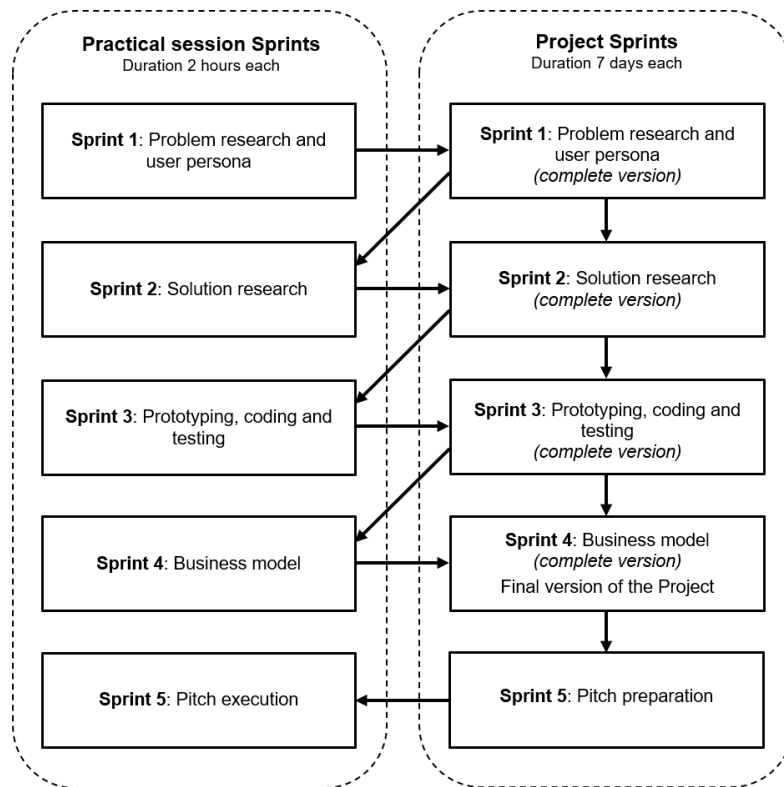 Practical session Sprints
Duration 2 hours each
Sprint 1: Problem research and
user persona
Sprint 2: Solution research
Sprint 3: Prototyping, coding and
testing
Sprint 4: Business model
Sprint 5: Pitch execution
Project Sprints
Duration 7 days each
Sprint 1: Problem research and
user persona
(complete version)
Sprint 2: Solution research
(complete version)
Sprint 3: Prototyping, coding and
testing
(complete version)
Sprint 4: Business model
(complete version)
Final version of the Project
Sprint 5: Pitch preparation